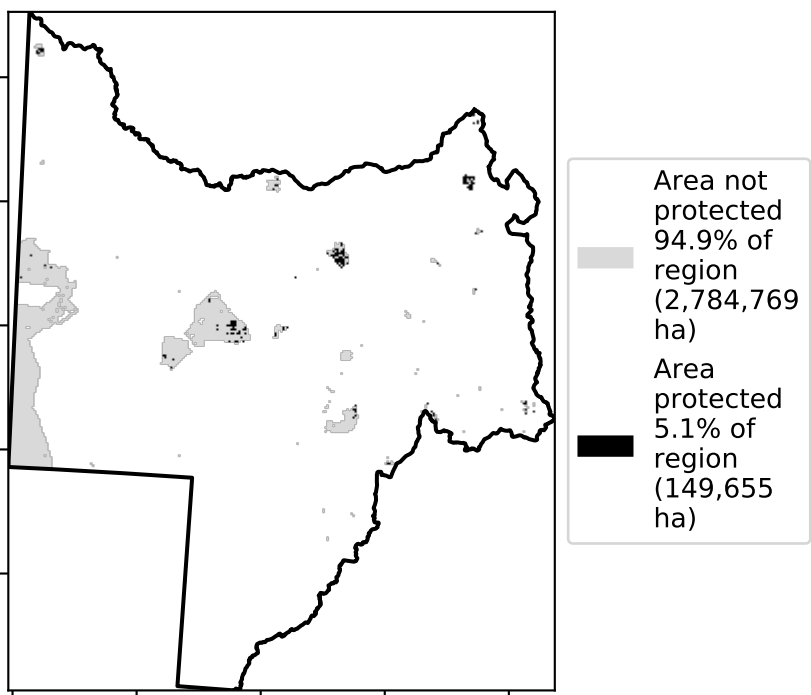 Area not
protected
94.9% of
region
(2,784,769
ha)
Area
protected
5.1% of
region
(149,655
ha)